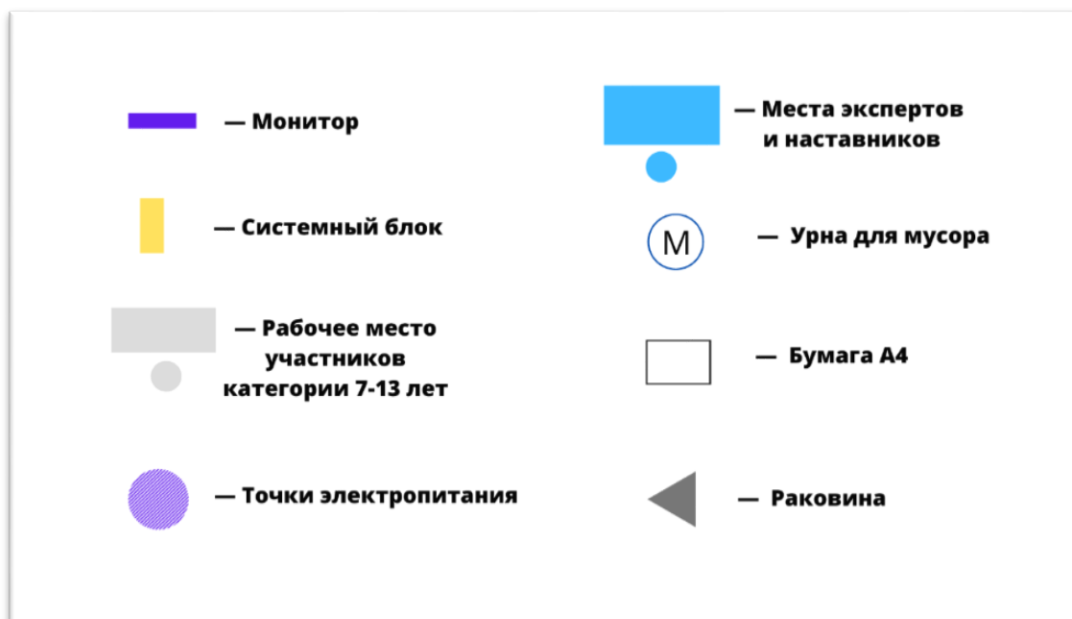 — Монитор
— Системный блок
— Рабочее место
участников
категории 7-13 лет
— Точки электропитания
— Места экспертов
и наставников
М
— Урна для мусора
— Бумага А4
— Раковина